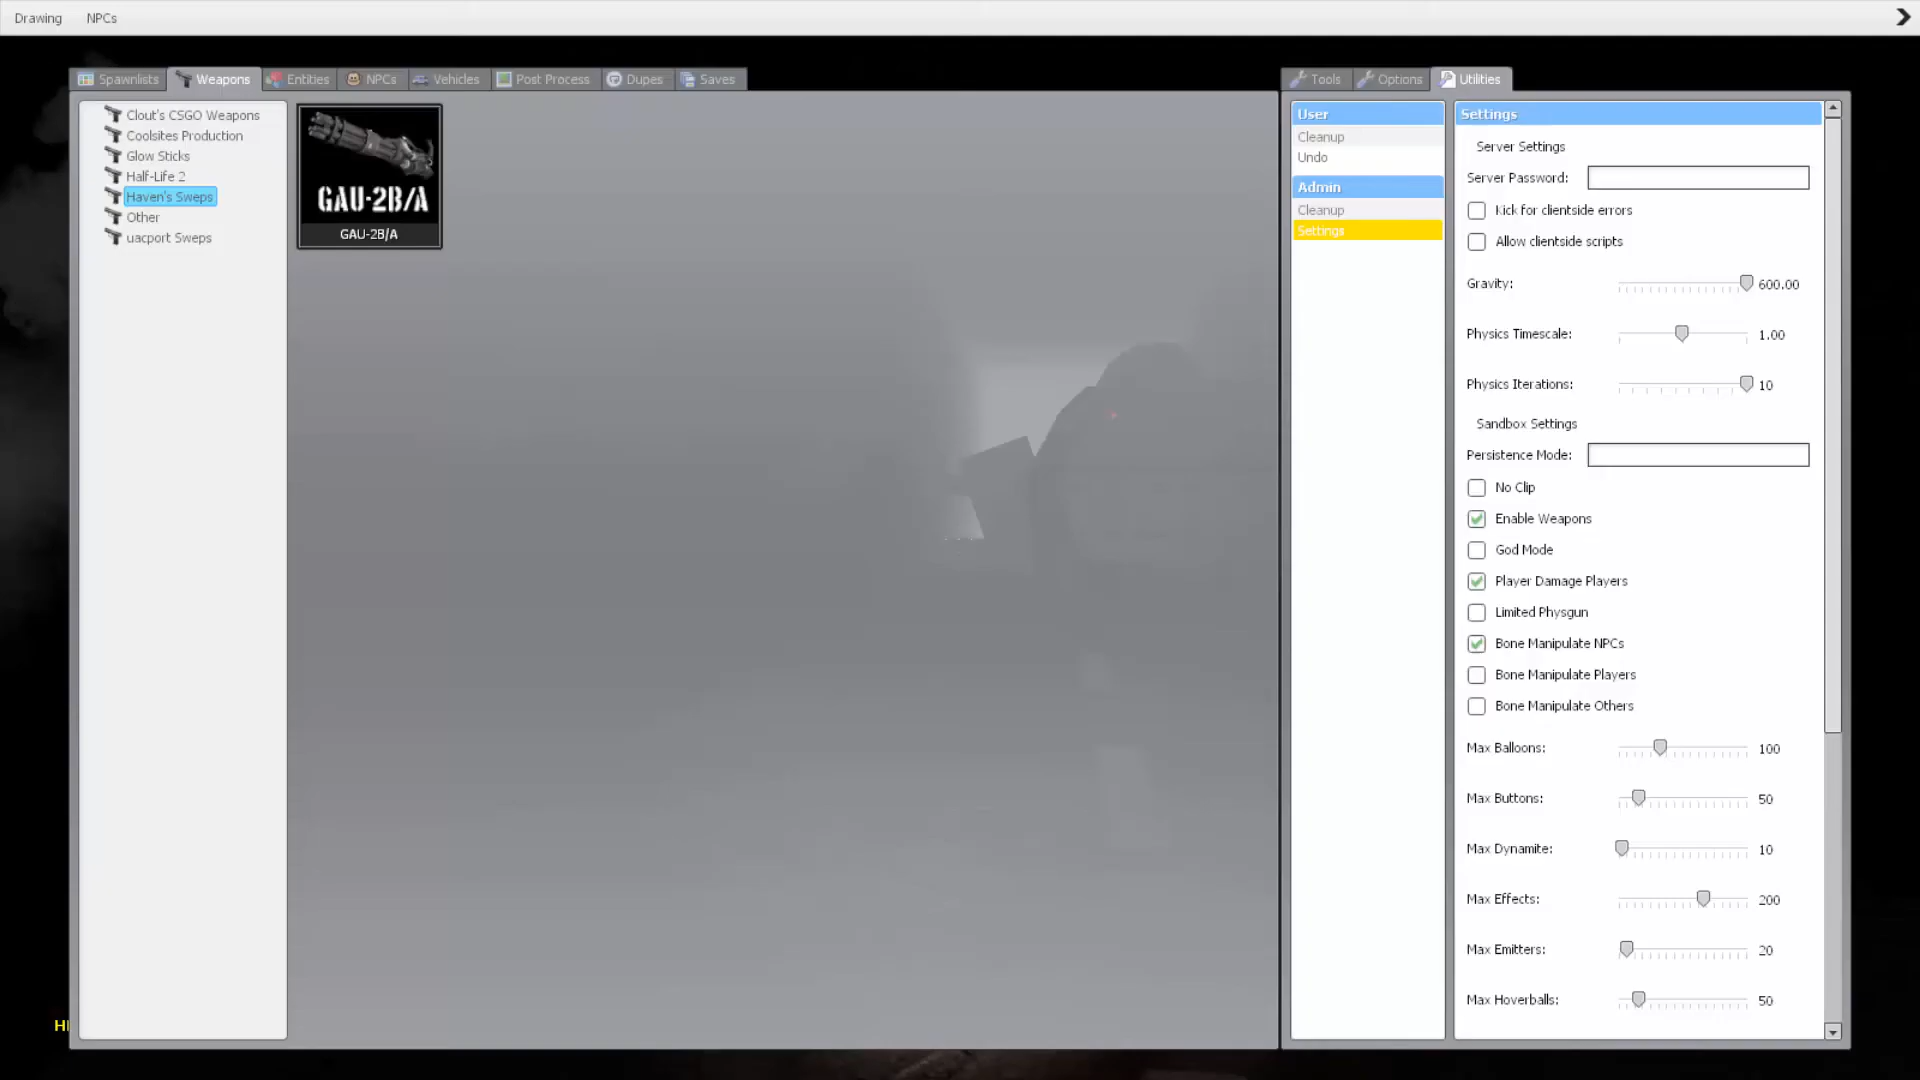 Drawing NPCs
Spawnlists Weapons Entities NPCs Vehicles Post Process Dupes Saves
Tools Options Utilities
Clout's CSGO Weapons
Coolsites Production
Glow Sticks
Half-Life 2
Haven's Sweps
Other
uacport Sweps
GAU-2B/A
GAU-2B/A
User
Cleanup
Undo
Admin
Cleanup
Settings
Settings
Server Settings
Server Password:
Kick for clientside errors
Allow clientside scripts
Gravity: 600.00
Physics Timescale: 1.00
Physics Iterations: 10
Sandbox Settings
Persistence Mode:
No Clip
Enable Weapons
God Mode
Player Damage Players
Limited Physgun
Bone Manipulate NPCs
Bone Manipulate Players
Bone Manipulate Others
Max Balloons: 100
Max Buttons: 50
Max Dynamite: 10
Max Effects: 200
Max Emitters: 20
Max Hoverballs: 50